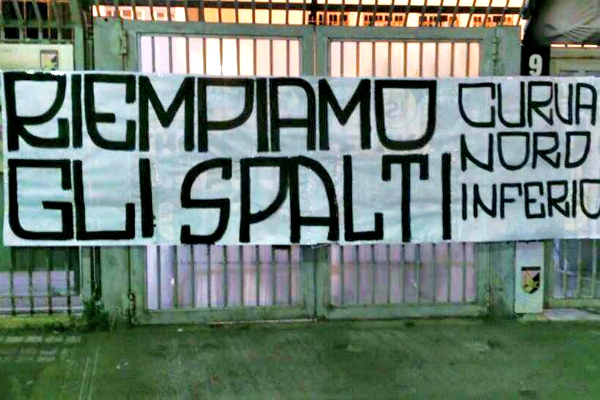 RIEMPIAMO
GLI SPALTI
CURVA
NORD
INFERIO
9